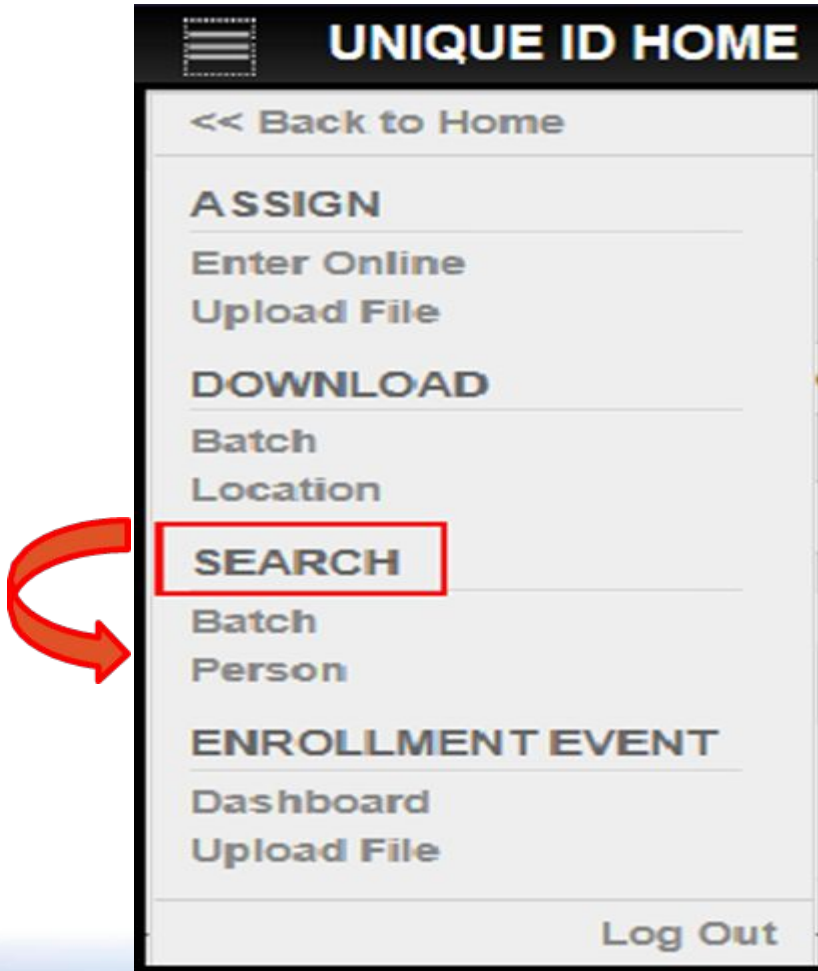 UNIQUE ID HOME
<< Back to Home
ASSIGN
Enter Online
Upload File
DOWNLOAD
Batch
Location
SEARCH
Batch
Person
ENROLLMENT EVENT
Dashboard
Upload File
Log Out